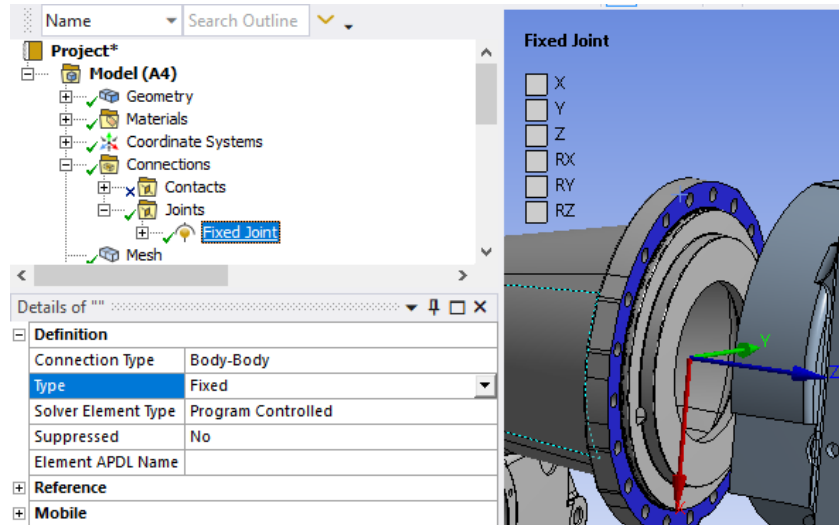 Name Search Outline
Project*
Model (A4)
Geometry
Materials
Coordinate Systems
Connections
Contacts
Joints
Fixed Joint
Mesh
Details of ""
Definition
Connection Type Body-Body
Type Fixed
Solver Element Type Program Controlled
Suppressed No
Element APDL Name
Reference
Mobile
Fixed Joint
X
Y
Z
RX
RY
RZ
Y
Z
X